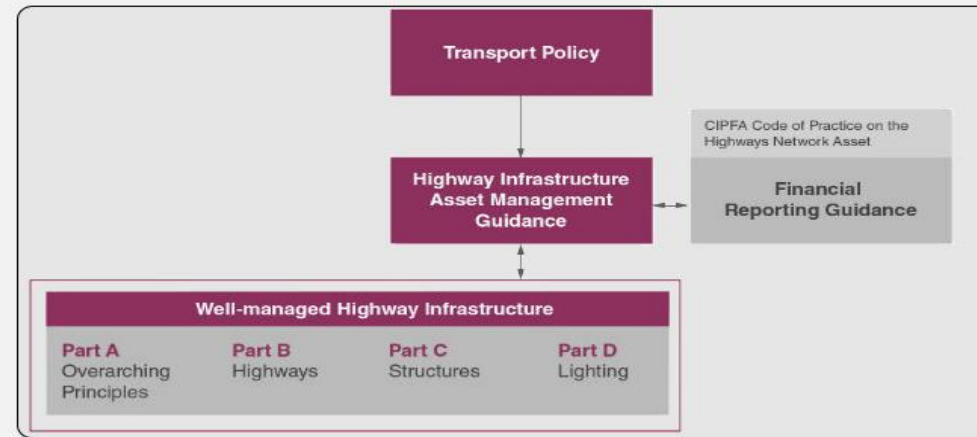 Transport Policy
CIPFA Code of Practice on the
Highways Network Asset
Financial
Reporting Guidance
Highway Infrastructure
Asset Management
Guidance
Well-managed Highway Infrastructure
Part A
Overarching
Principles
Part B
Highways
Part C
Structures
Part D
Lighting